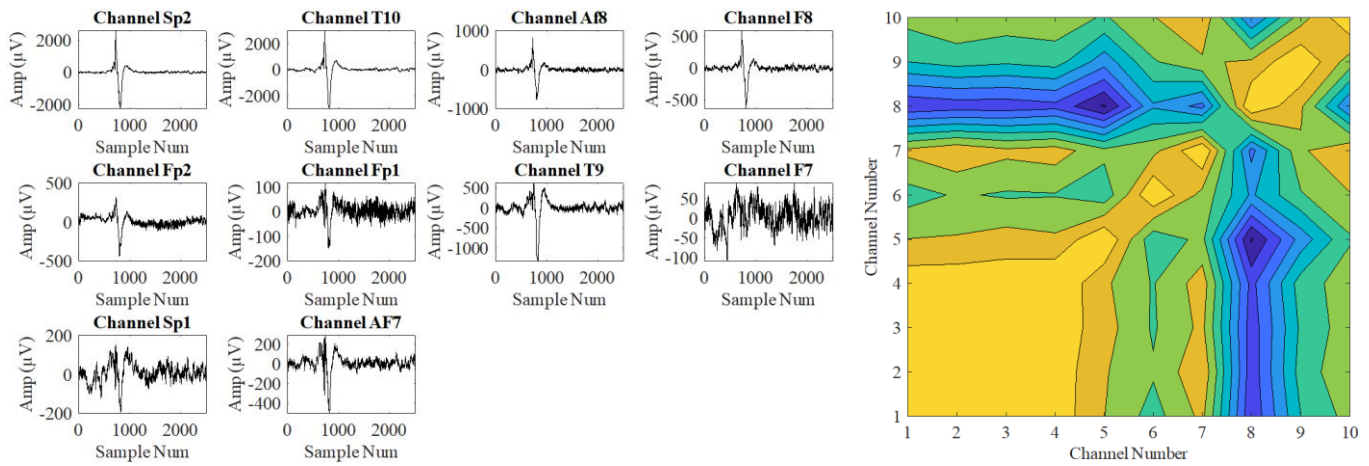 Channel Sp2
Amp (µV)
2000
0
-2000
0 1000 2000
Sample Num
Channel T10
Amp (µV)
2000
0
-2000
0 1000 2000
Sample Num
Channel Af8
Amp (µV)
1000
0
-1000
0 1000 2000
Sample Num
Channel F8
Amp (µV)
500
0
-500
0 1000 2000
Sample Num
Channel Fp2
Amp (µV)
500
0
-500
0 1000 2000
Sample Num
Channel Fp1
Amp (µV)
100
0
-100
-200
0 1000 2000
Sample Num
Channel T9
Amp (µV)
500
0
-500
-1000
0 1000 2000
Sample Num
Channel F7
Amp (µV)
50
0
-50
-100
0 1000 2000
Sample Num
Channel Sp1
Amp (µV)
200
0
-200
0 1000 2000
Sample Num
Channel AF7
Amp (µV)
200
0
-200
-400
0 1000 2000
Sample Num
Channel Number
10
9
8
7
6
5
4
3
2
1
1 2 3 4 5 6 7 8 9 10
Channel Number